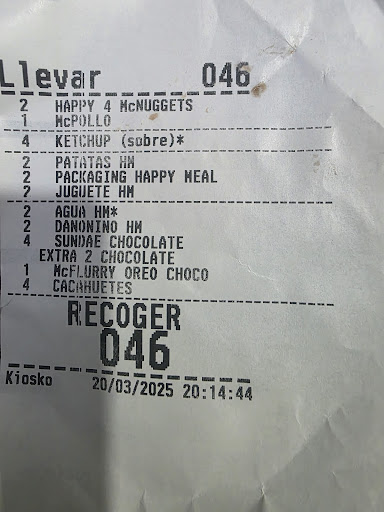 Llevar 046
2 HAPPY 4 McNUGGETS
1 McPOLLO
4 KETCHUP (sobre)*
2 PATATAS HM
2 PACKAGING HAPPY MEAL
2 JUGUETE HM
2 AGUA HM*
2 DANONINO HM
4 SUNDAE CHOCOLATE
EXTRA 2 CHOCOLATE
1 McFLURRY OREO CHOCO
4 CACAHUETES
RECOGER
046
Kiosko 20/03/2025 20:14:44